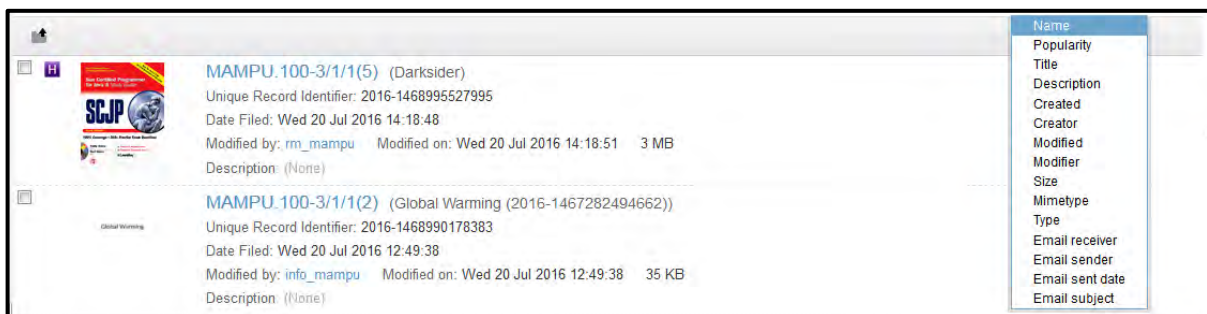 H
SCJP
MAMPU.100-3/1/1(5) (Darksider)
Unique Record Identifier: 2016-1468995527995
Date Filed: Wed 20 Jul 2016 14:18:48
Modified by: rm_mampu Modified on: Wed 20 Jul 2016 14:18:51 3 MB
Description: (None)
Global Warming
MAMPU.100-3/1/1(2) (Global Warming (2016-1467282494662))
Unique Record Identifier: 2016-1468990178383
Date Filed: Wed 20 Jul 2016 12:49:38
Modified by: info_mampu Modified on: Wed 20 Jul 2016 12:49:38 35 KB
Description: (None)
Name
Popularity
Title
Description
Created
Creator
Modified
Modifier
Size
Mimetype
Type
Email receiver
Email sender
Email sent date
Email subject